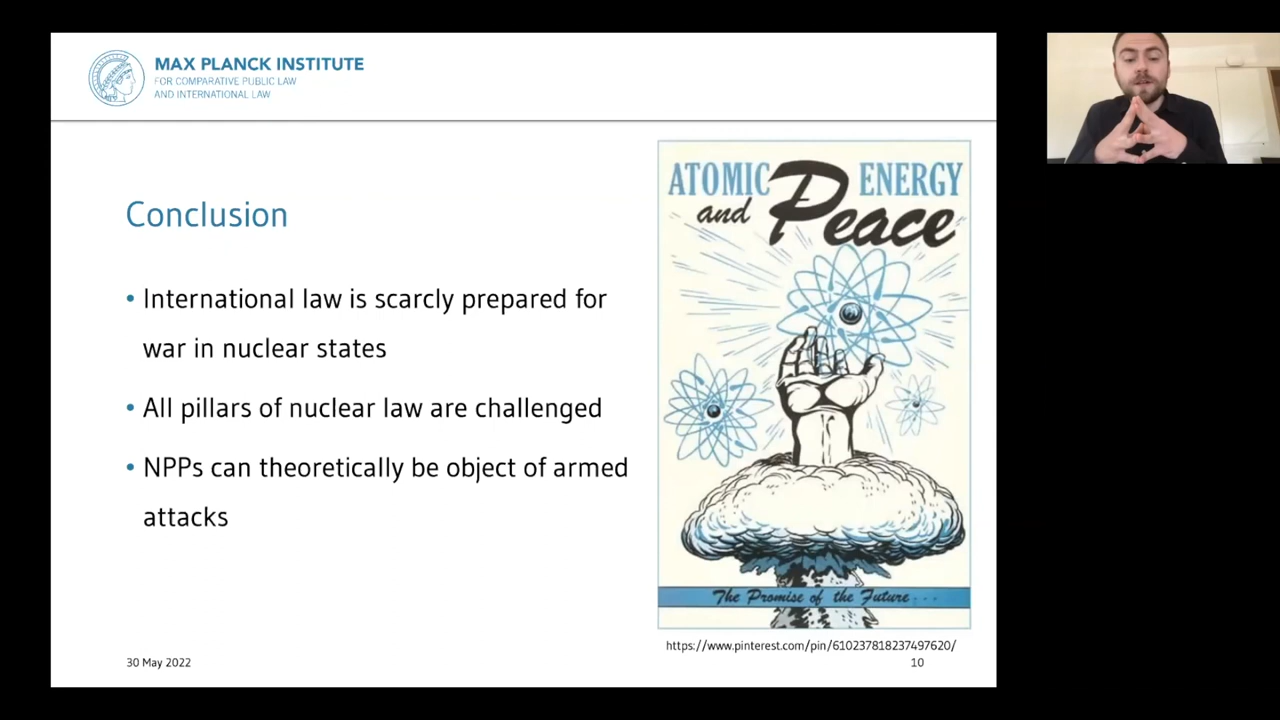 MAX PLANCK INSTITUTE
FOR COMPARATIVE PUBLIC LAW
AND INTERNATIONAL LAW
Conclusion
• International law is scarcly prepared for
war in nuclear states
• All pillars of nuclear law are challenged
• NPPs can theoretically be object of armed
attacks
ATOMIC ENERGY
and Peace
The Promise of the Future...
https://www.pinterest.com/pin/610237818237497620/
30 May 2022
10